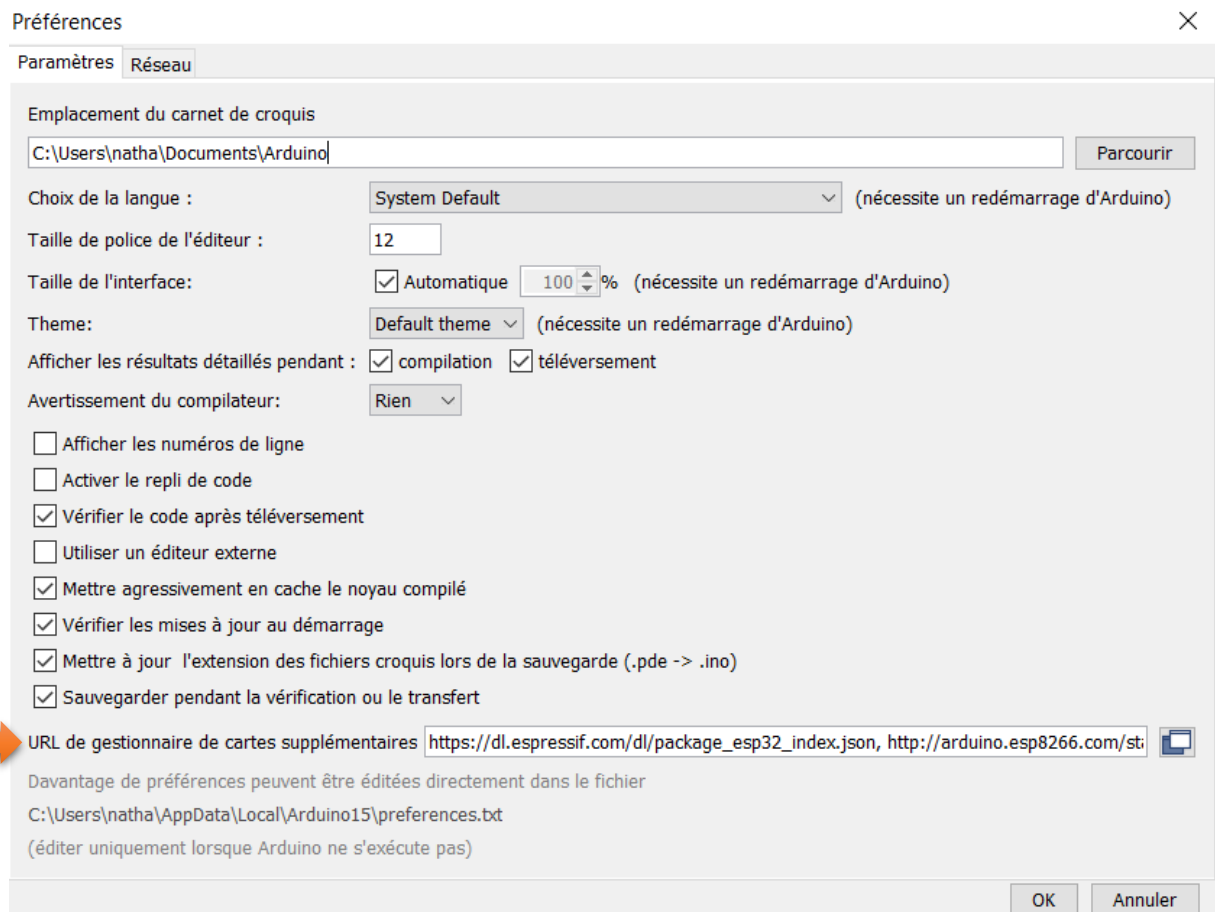 Préférences
Paramètres Réseau
Emplacement du carnet de croquis
C:\Users\natha\Documents\Arduino Parcourir
Choix de la langue : System Default (nécessite un redémarrage d'Arduino)
Taille de police de l'éditeur : 12
Taille de l'interface: Automatique 100 % (nécessite un redémarrage d'Arduino)
Theme: Default theme (nécessite un redémarrage d'Arduino)
Afficher les résultats détaillés pendant : compilation téléversement
Avertissement du compilateur: Rien
Afficher les numéros de ligne
Activer le repli de code
Vérifier le code après téléversement
Utiliser un éditeur externe
Mettre agressivement en cache le noyau compilé
Vérifier les mises à jour au démarrage
Mettre à jour  l'extension des fichiers croquis lors de la sauvegarde (.pde -> .ino)
Sauvegarder pendant la vérification ou le transfert
URL de gestionnaire de cartes supplémentaires https://dl.espressif.com/dl/package_esp32_index.json, http://arduino.esp8266.com/sta
Davantage de préférences peuvent être éditées directement dans le fichier
C:\Users\natha\AppData\Local\Arduino15\preferences.txt
(éditer uniquement lorsque Arduino ne s'exécute pas)
OK Annuler